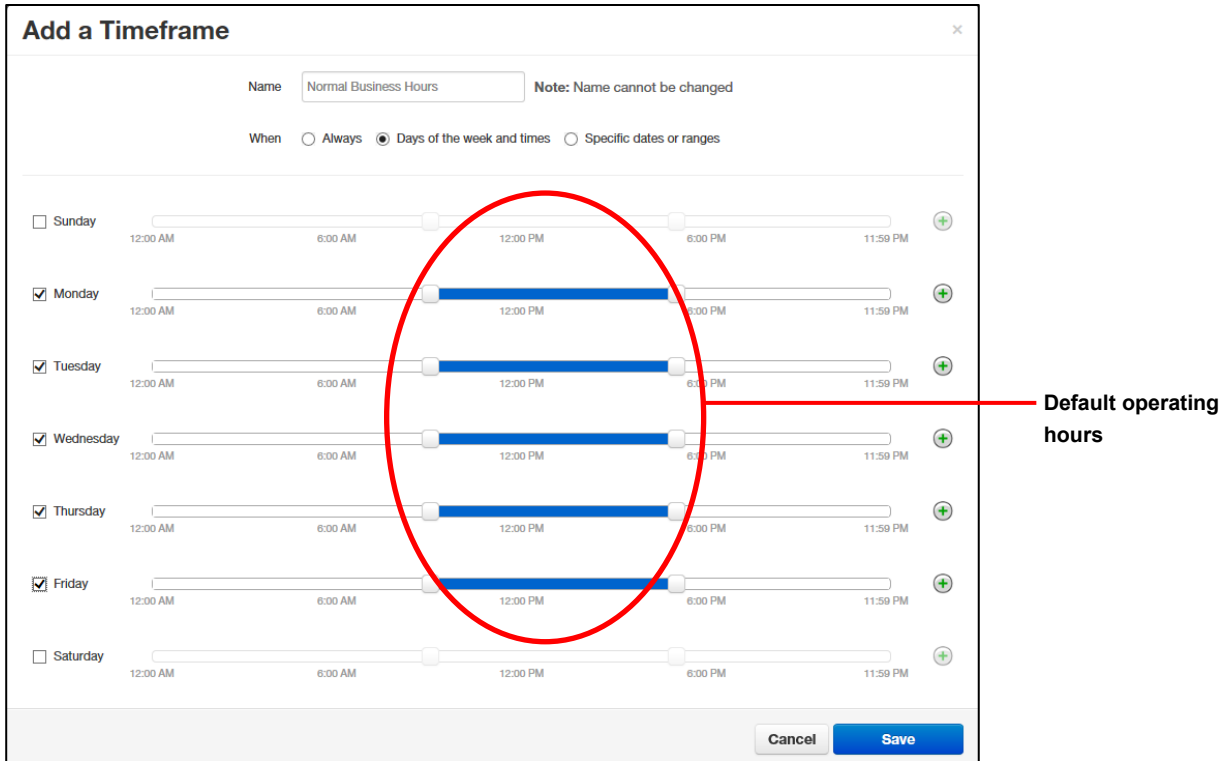 Add a Timeframe ×
Name Normal Business Hours Note: Name cannot be changed
When Always Days of the week and times Specific dates or ranges
Sunday
12:00 AM 6:00 AM 12:00 PM 6:00 PM 11:59 PM
Monday
12:00 AM 6:00 AM 12:00 PM 6:00 PM 11:59 PM
Tuesday
12:00 AM 6:00 AM 12:00 PM 6:00 PM 11:59 PM
Default operating
hours
Wednesday
12:00 AM 6:00 AM 12:00 PM 6:00 PM 11:59 PM
Thursday
12:00 AM 6:00 AM 12:00 PM 6:00 PM 11:59 PM
Friday
12:00 AM 6:00 AM 12:00 PM 6:00 PM 11:59 PM
Saturday
12:00 AM 6:00 AM 12:00 PM 6:00 PM 11:59 PM
Cancel Save